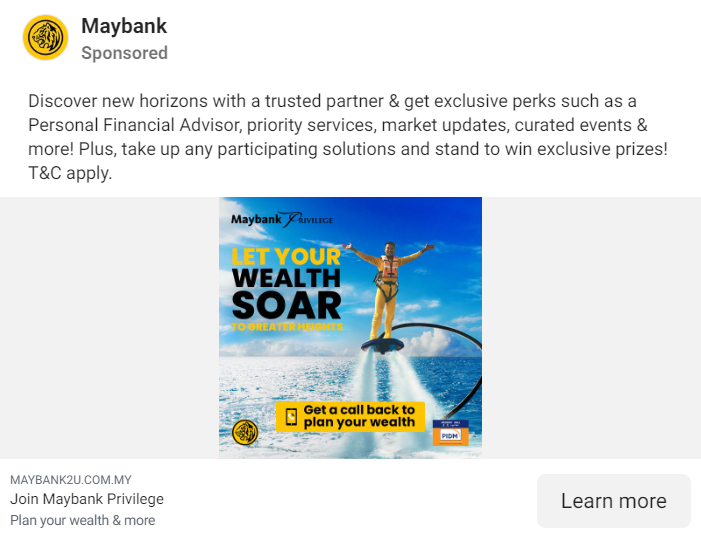 Maybank
Sponsored
Discover new horizons with a trusted partner & get exclusive perks such as a
Personal Financial Advisor, priority services, market updates, curated events &
more! Plus, take up any participating solutions and stand to win exclusive prizes!
T&C apply.
Maybank PRIVILEGE
LET YOUR
WEALTH
SOAR
TO GREATER HEIGHTS
Get a call back to
plan your wealth
PIDM
MAYBANK2U.COM.MY
Join Maybank Privilege
Plan your wealth & more
Learn more